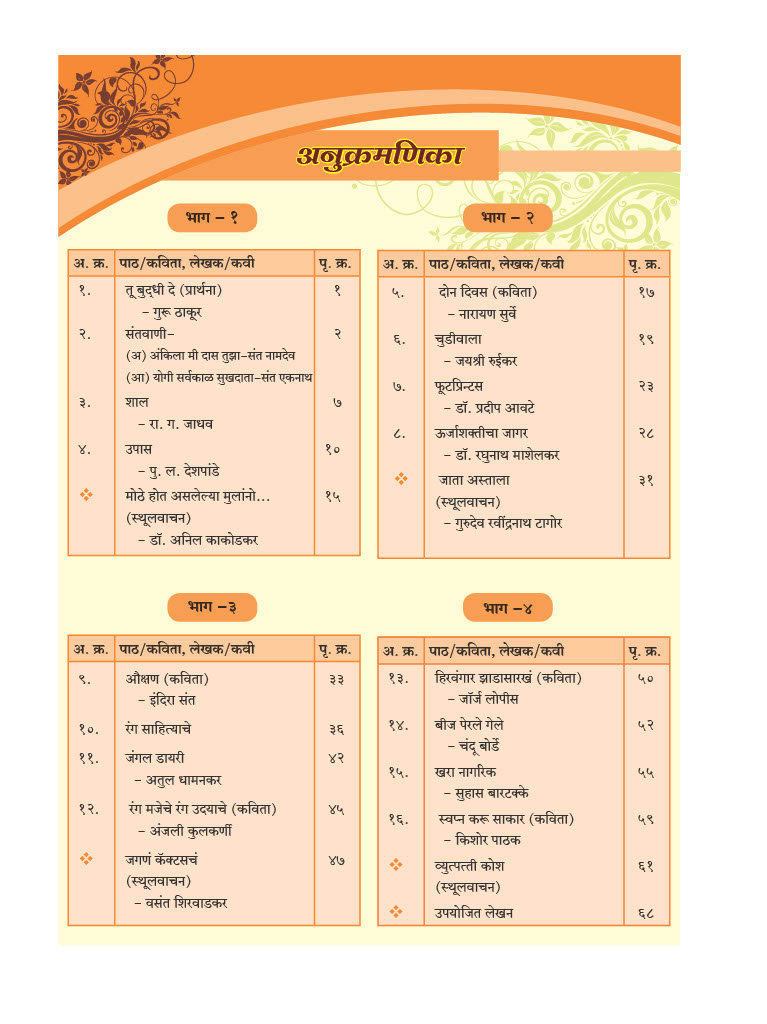 अनुक्रमणिका
भाग – १
अ. क्र. पाठ/कविता, लेखक/कवी पृ. क्र.
१. तू बुद्‌धी दे (प्रार्थना) १
– गुरू ठाकूर
२. संतवाणी– २
(अ) अंकिला मी दास तुझा–संत नामदेव
(आ) योगी सर्वकाळ सुखदाता–संत एकनाथ
३. शाल ७
– रा. ग. जाधव
४. उपास १०
– पु. ल. देशपांडे
❖ मोठे होत असलेल्या मुलांनो... १५
(स्थूलवाचन)
– डॉ. अनिल काकोडकर
भाग – २
अ. क्र. पाठ/कविता, लेखक/कवी पृ. क्र.
५. दोन दिवस (कविता) १७
– नारायण सुर्वे
६. चुडीवाला १९
– जयश्री रुईकर
७. फूटप्रिन्टस २३
– डॉ. प्रदीप आवटे
८. ऊर्जाशक्तीचा जागर २८
– डॉ. रघुनाथ माशेलकर
❖ जाता अस्ताला ३१
(स्थूलवाचन)
– गुरुदेव रवींद्रनाथ टागोर
भाग –३
अ. क्र. पाठ/कविता, लेखक/कवी पृ. क्र.
९. औक्षण (कविता) ३३
– इंदिरा संत
१०. रंग साहित्याचे ३६
११. जंगल डायरी ४२
– अतुल धामनकर
१२. रंग मजेचे रंग उदयाचे (कविता) ४५
– अंजली कुलकर्णी
❖ जगणं कॅक्टसचं ४७
(स्थूलवाचन)
– वसंत शिरवाडकर
भाग –४
अ. क्र. पाठ/कविता, लेखक/कवी पृ. क्र.
१३. हिरवंगार झाडासारखं (कविता) ५०
– जॉर्ज लोपीस
१४. बीज पेरले गेले ५२
– चंदू बोर्डे
१५. खरा नागरिक ५५
– सुहास बारटक्के
१६. स्वप्न करू साकार (कविता) ५९
– किशोर पाठक
❖ व्युत्पत्ती कोश ६१
(स्थूलवाचन)
❖ उपयोजित लेखन ६८